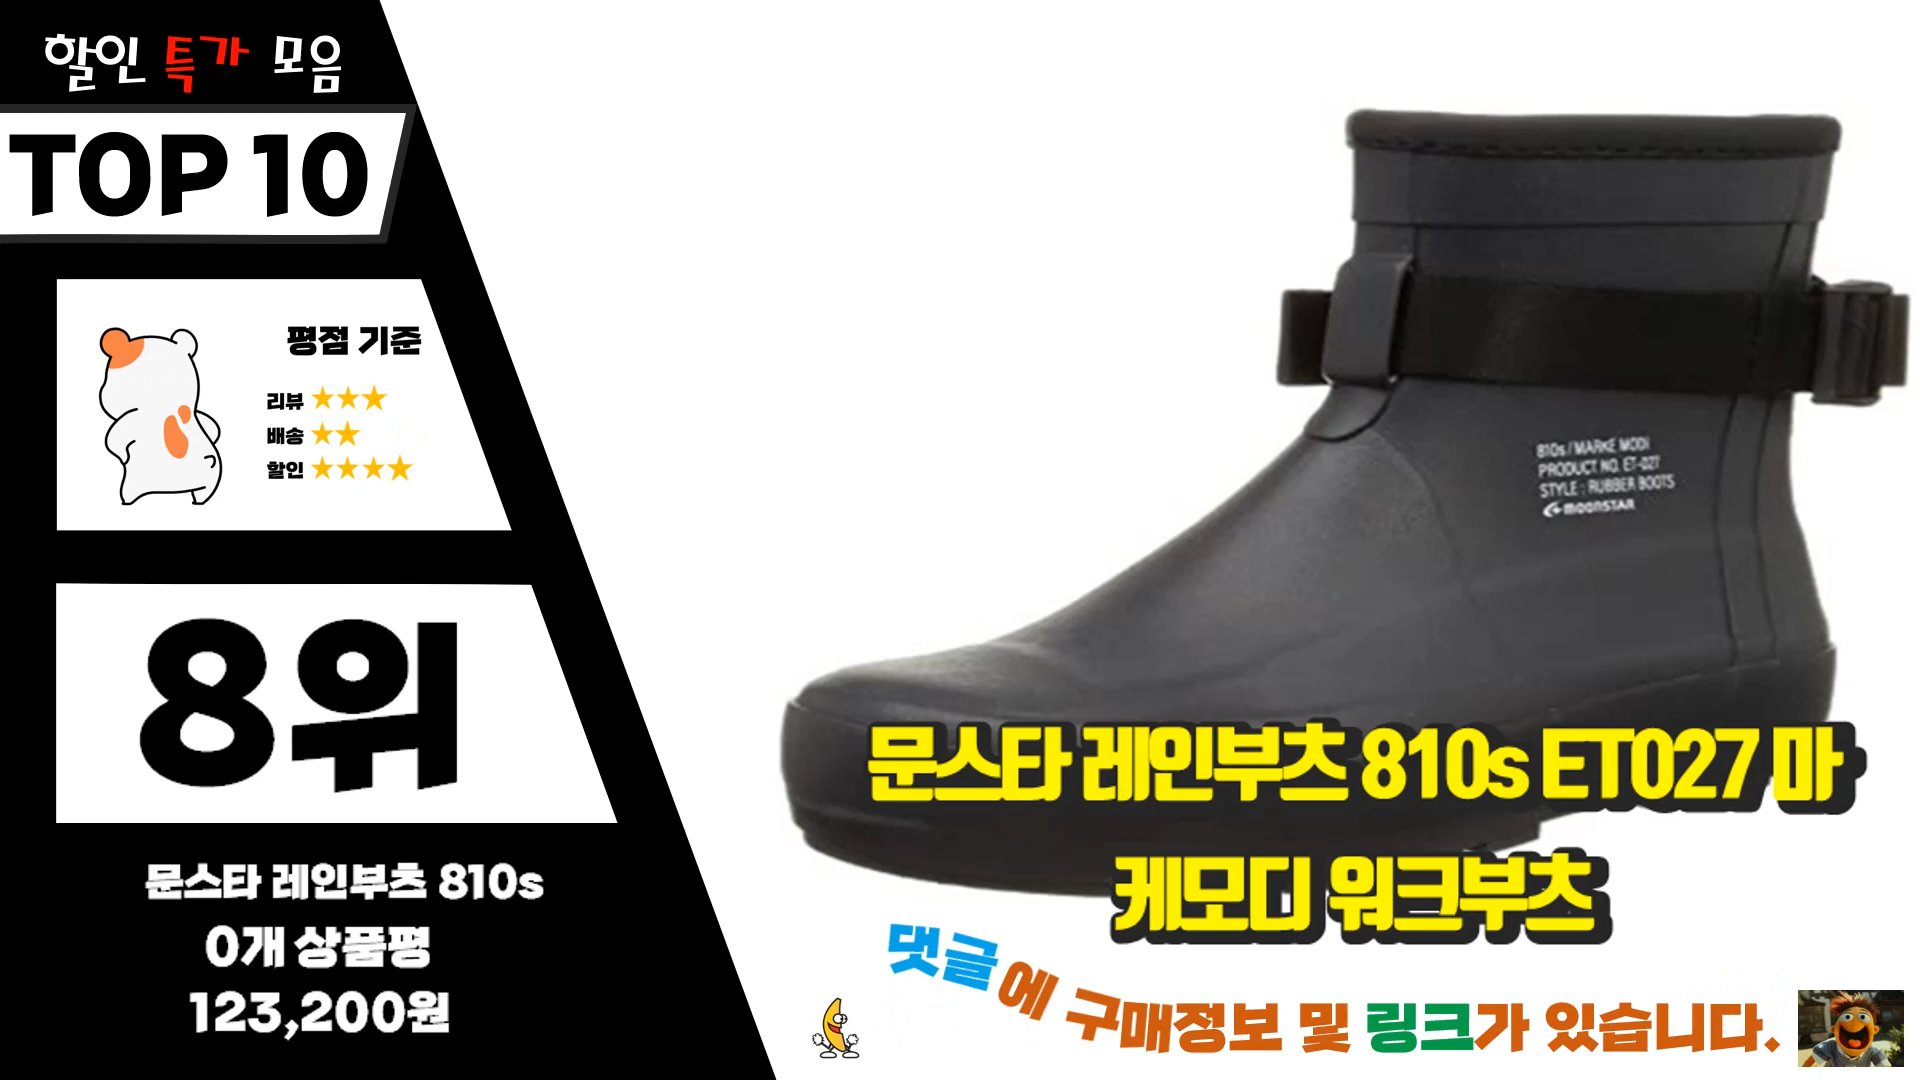 할인 특가 모음
TOP 10
평점 기준
리뷰 ★★★
배송 ★★
할인 ★★★★
8위
문스타 레인부츠 810s
0개 상품평
123,200원
810s / MARKE MODI
PRODUCT NO. ET-027
STYLE : RUBBER BOOTS
MOONSTAR
문스타 레인부츠 810s ET027 마
케모디 워크부츠
댓글에 구매정보 및 링크가 있습니다.